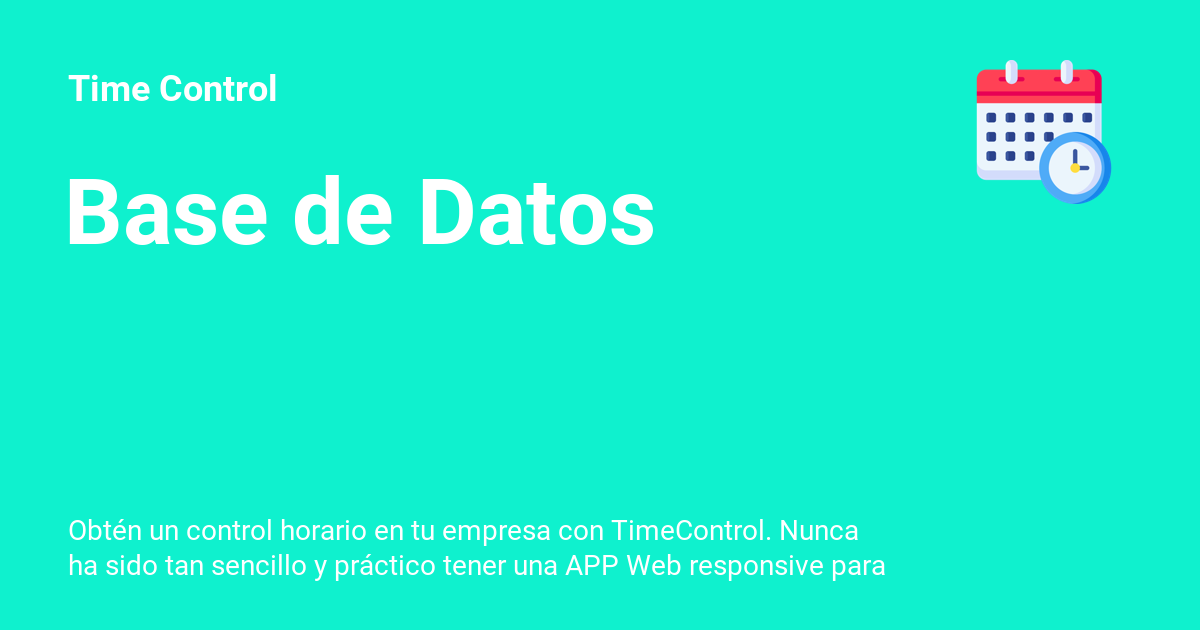 Time Control
Base de Datos
Obtén un control horario en tu empresa con TimeControl. Nunca
ha sido tan sencillo y práctico tener una APP Web responsive para